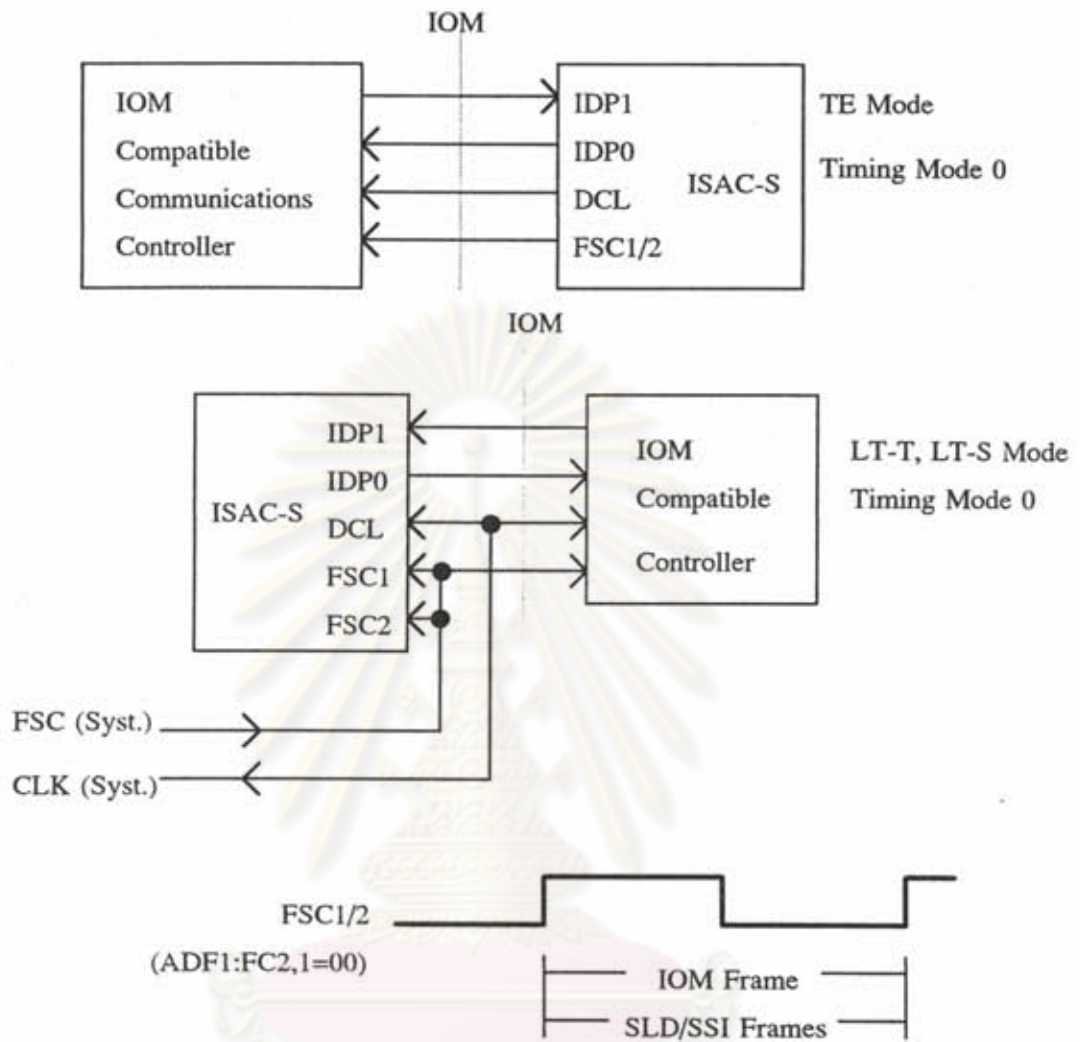 IOM
IOM
Compatible
Communications
Controller
IDP1
IDP0
DCL
FSC1/2
ISAC-S
TE Mode
Timing Mode 0
IOM
ISAC-S
IDP1
IDP0
DCL
FSC1
FSC2
IOM
Compatible
Controller
LT-T, LT-S Mode
Timing Mode 0
FSC (Syst.)
CLK (Syst.)
FSC1/2
(ADF1:FC2,1=00)
IOM Frame
SLD/SSI Frames